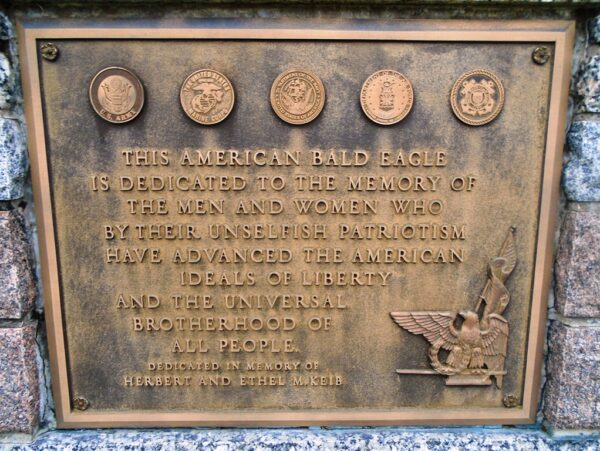 U.S. ARMY
THIS AMERICAN BALD EAGLE
IS DEDICATED TO THE MEMORY OF
THE MEN AND WOMEN WHO
BY THEIR UNSELFISH PATRIOTISM
HAVE ADVANCED THE AMERICAN
IDEALS OF LIBERTY
AND THE UNIVERSAL
BROTHERHOOD OF
ALL PEOPLE.
DEDICATED IN MEMORY OF
HERBERT AND ETHEL M.KEIB